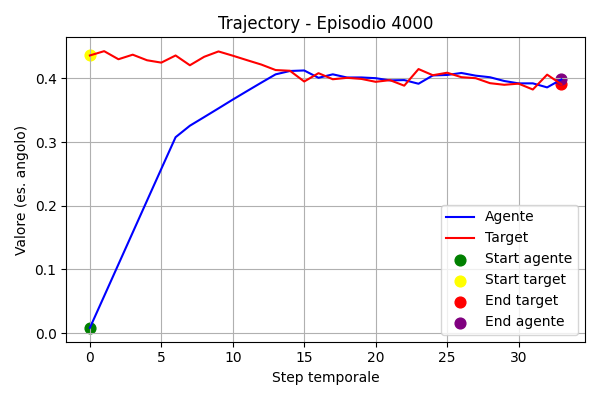 Trajectory - Episodio 4000
Valore (es. angolo)
0.4
0.3
0.2
0.1
0.0
Agente
Target
Start agente
Start target
End target
End agente
0 5 10 15 20 25 30
Step temporale